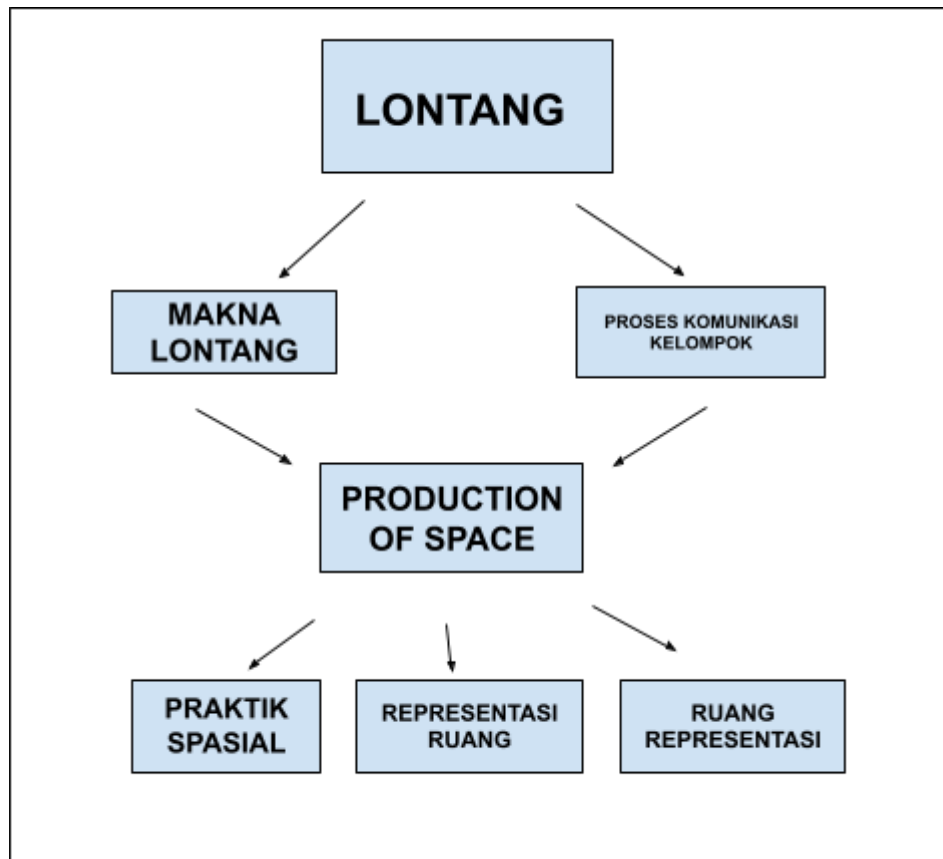 LONTANG
MAKNA
LONTANG
PROSES KOMUNIKASI
KELOMPOK
PRODUCTION
OF SPACE
PRAKTIK
SPASIAL
REPRESENTASI
RUANG
RUANG
REPRESENTASI